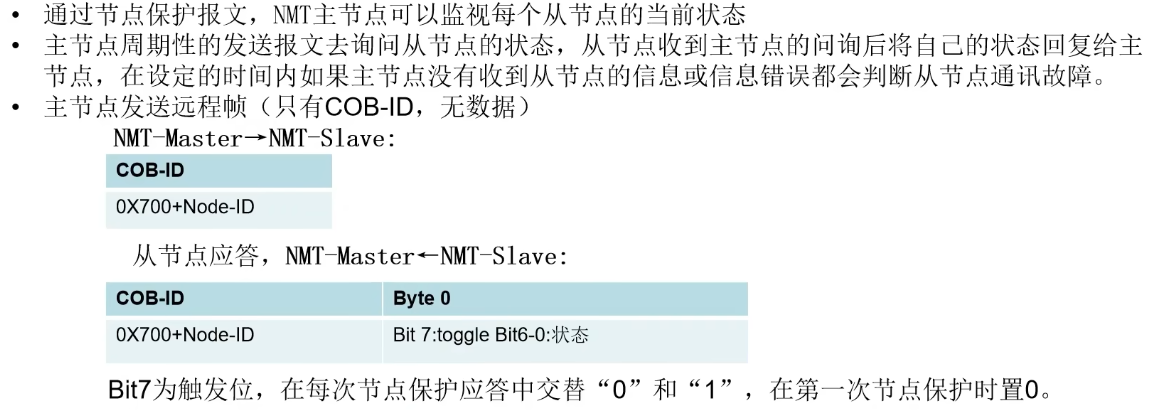 • 通过节点保护报文，NMT主节点可以监视每个从节点的当前状态
• 主节点周期性的发送报文去询问从节点的状态，从节点收到主节点的问询后将自己的状态回复给主
节点，在设定的时间内如果主节点没有收到从节点的信息或信息错误都会判断从节点通讯故障。
• 主节点发送远程帧（只有COB-ID，无数据）
NMT-Master→NMT-Slave:
COB-ID
0X700+Node-ID
从节点应答，NMT-Master←NMT-Slave:
COB-ID Byte 0
0X700+Node-ID Bit 7:toggle Bit6-0:状态
Bit7为触发位，在每次节点保护应答中交替“0”和“1”，在第一次节点保护时置0。